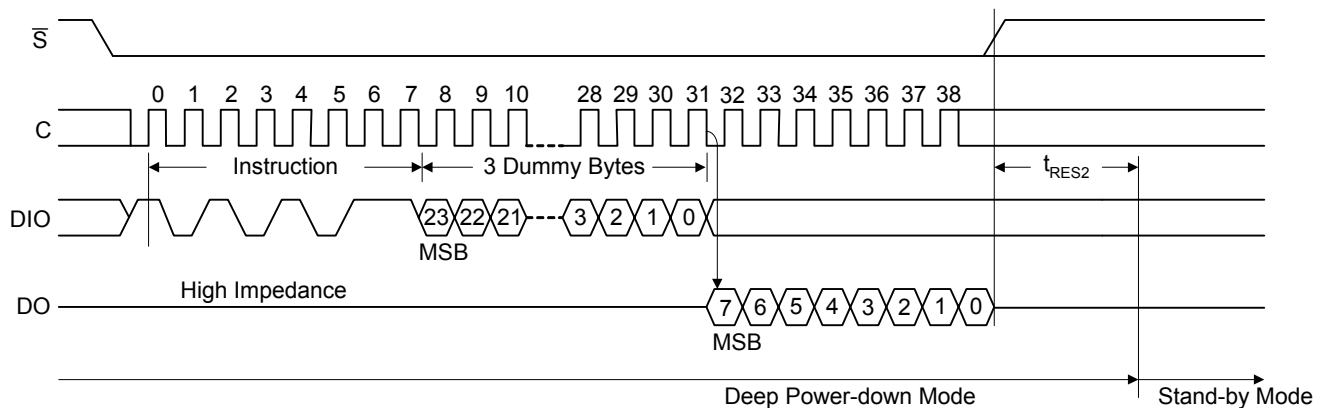 S
0 1 2 3 4 5 6 7 8 9 10 28 29 30 31 32 33 34 35 36 37 38
C
Instruction 3 Dummy Bytes tRES2
DIO 23 22 21 3 2 1 0
MSB
High Impedance
DO 7 6 5 4 3 2 1 0
MSB
Deep Power-down Mode Stand-by Mode